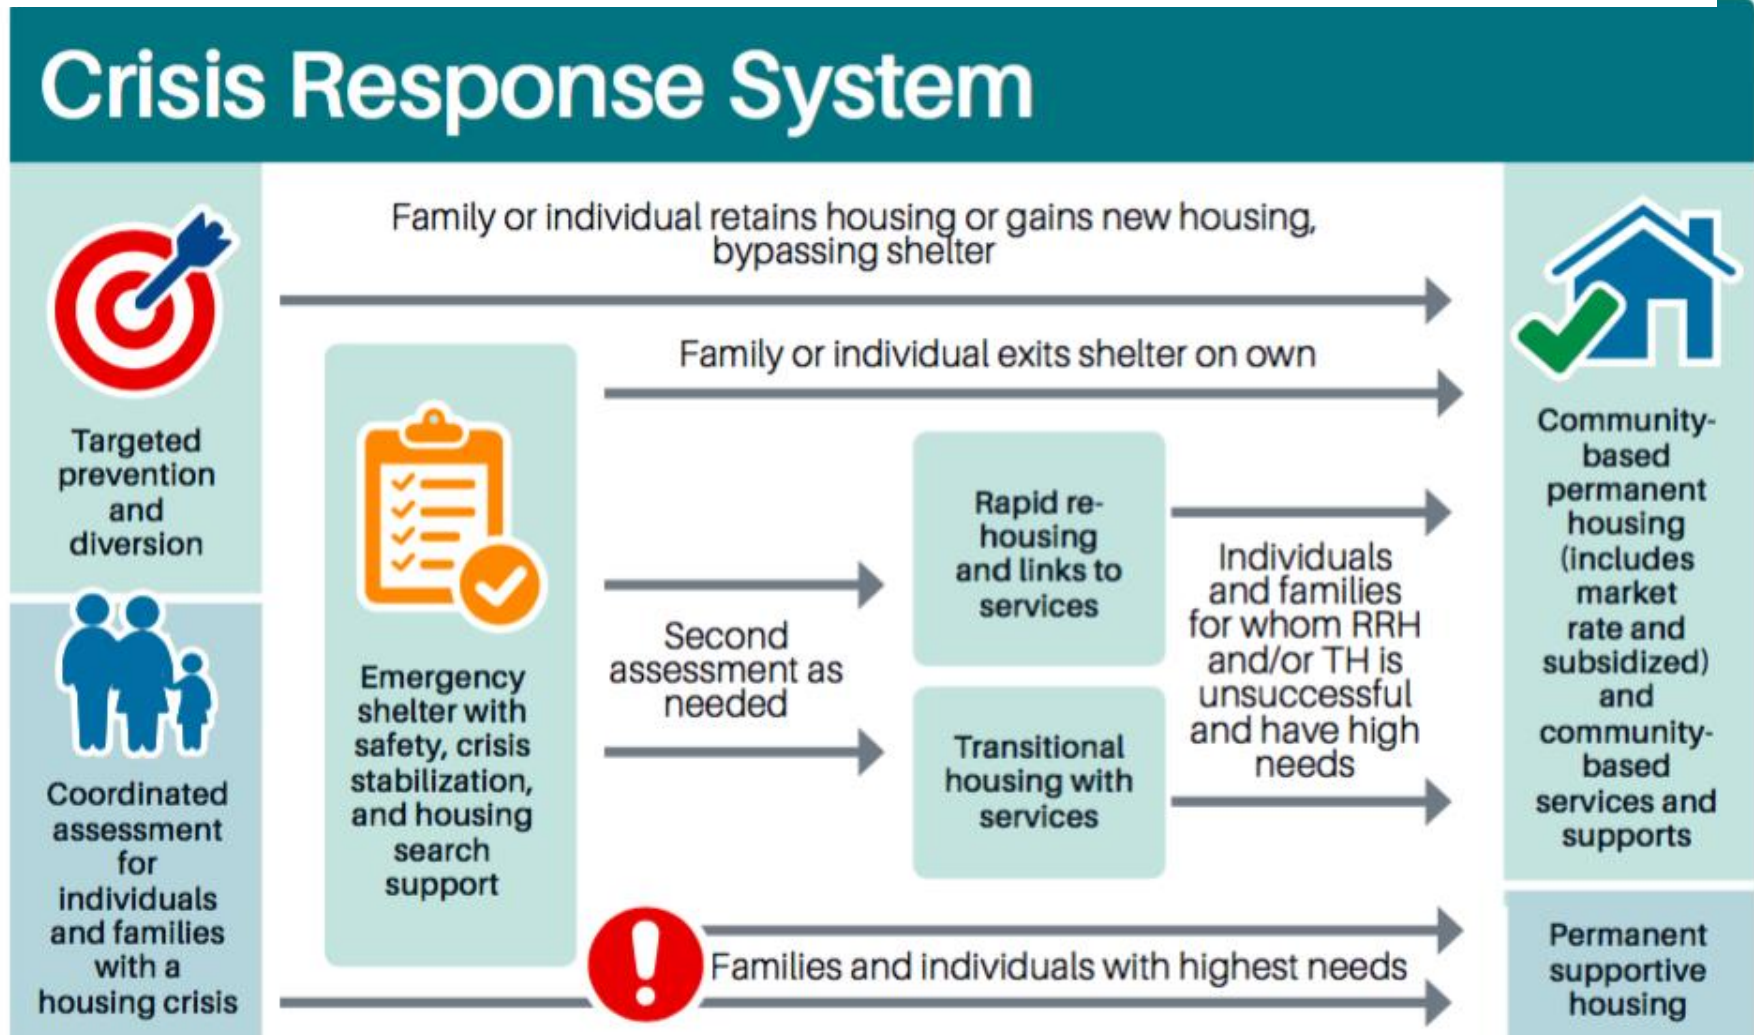 Crisis Response System
Targeted
prevention
and
diversion
Coordinated
assessment
for
individuals
and families
with a
housing crisis
Family or individual retains housing or gains new housing,
bypassing shelter
Family or individual exits shelter on own
Emergency
shelter with
safety, crisis
stabilization,
and housing
search
support
Second
assessment as
needed
Rapid re-
housing
and links to
services
Transitional
housing with
services
Individuals
and families
for whom RRH
and/or TH is
unsuccessful
and have high
needs
Families and individuals with highest needs
Community-
based
permanent
housing
(includes
market
rate and
subsidized)
and
community-
based
services and
supports
Permanent
supportive
housing